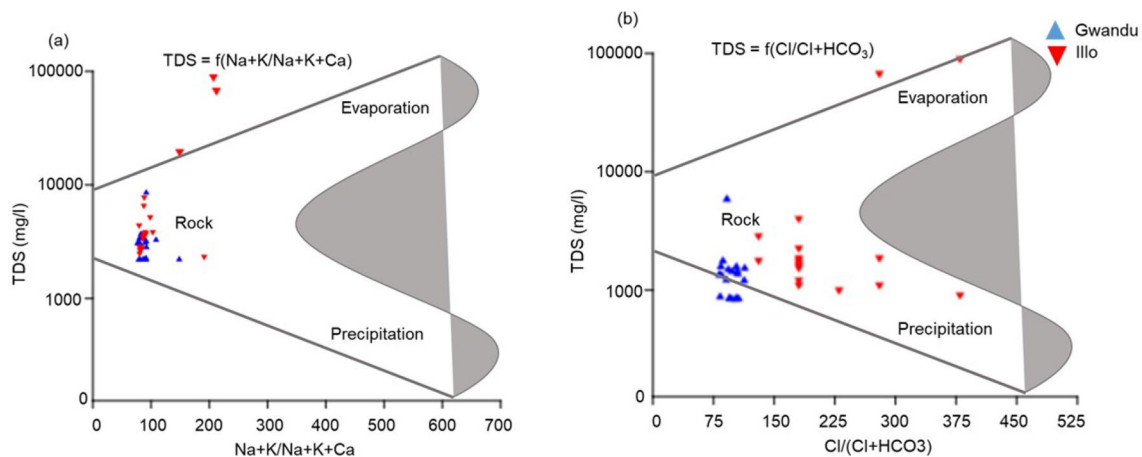 (a)
TDS = f(Na+K/Na+K+Ca)
100000
10000
1000
0
TDS (mg/l)
Evaporation
Rock
Precipitation
0 100 200 300 400 500 600 700
Na+K/Na+K+Ca
(b)
TDS = f(Cl/Cl+HCO₃)
Gwandu
Illo
100000
10000
1000
0
TDS (mg/l)
Evaporation
Rock
Precipitation
0 75 150 225 300 375 450 525
Cl/(Cl+HCO3)